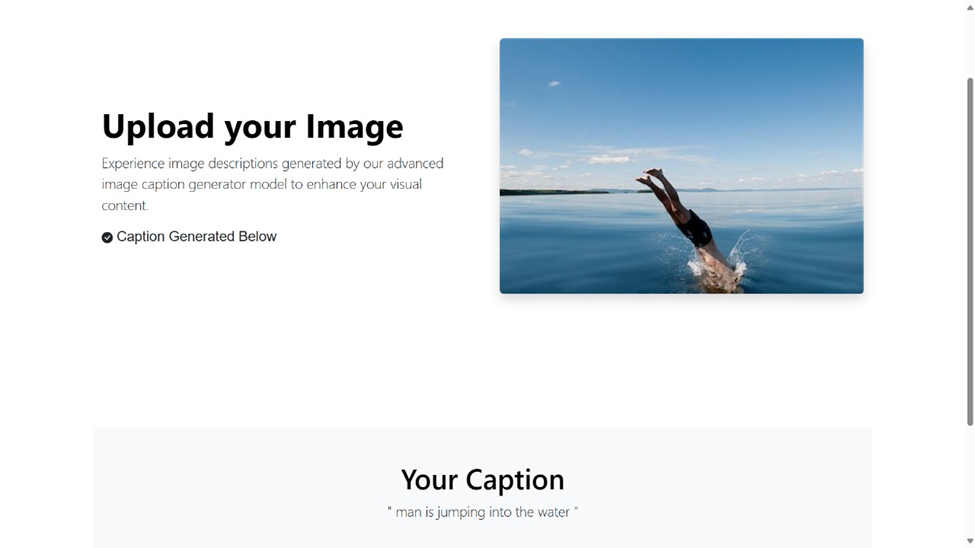 Upload your Image
Experience image descriptions generated by our advanced
image caption generator model to enhance your visual
content.
Caption Generated Below
Your Caption
" man is jumping into the water "